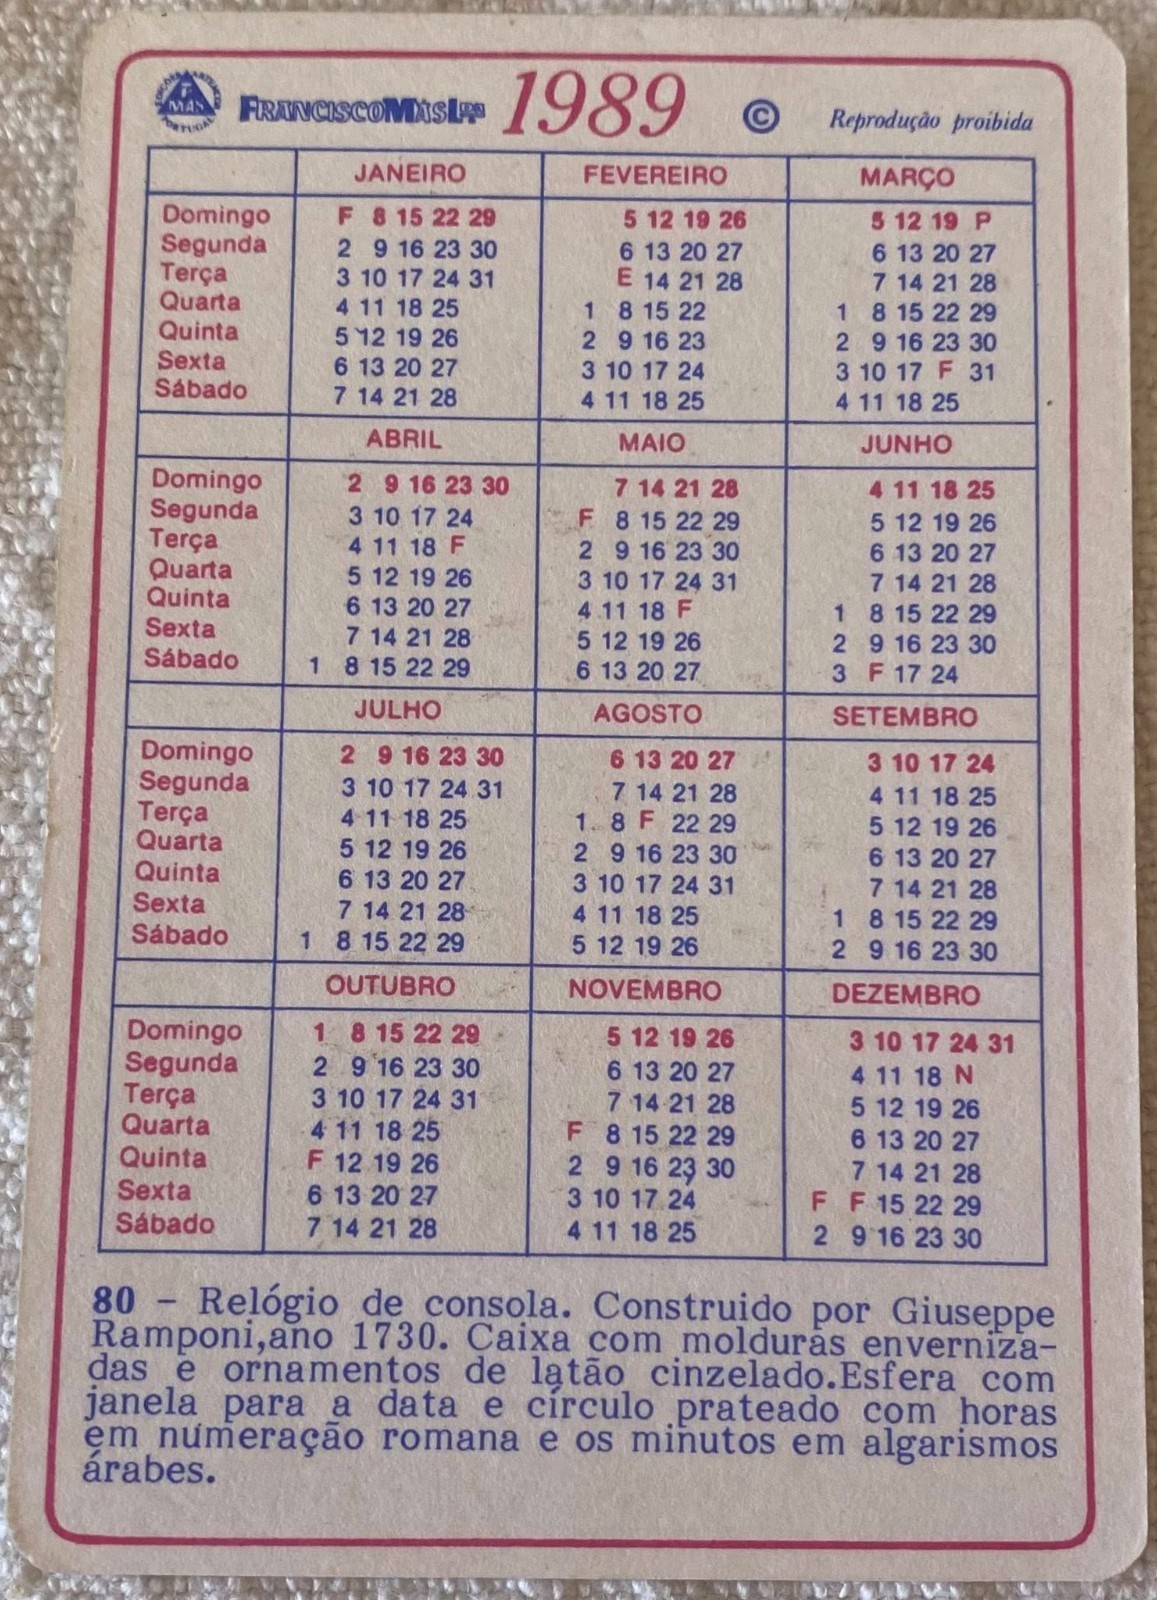 EDIÇÕES ARTÍSTICAS
F MÁS
PORTUGAL
FRANCISCO MÁS LDA 1989 © Reprodução proibida
JANEIRO FEVEREIRO MARÇO
Domingo F 8 15 22 29 5 12 19 26 5 12 19 P
Segunda 2 9 16 23 30 6 13 20 27 6 13 20 27
Terça 3 10 17 24 31 E 14 21 28 7 14 21 28
Quarta 4 11 18 25 1 8 15 22 1 8 15 22 29
Quinta 5 12 19 26 2 9 16 23 2 9 16 23 30
Sexta 6 13 20 27 3 10 17 24 3 10 17 F 31
Sábado 7 14 21 28 4 11 18 25 4 11 18 25
ABRIL MAIO JUNHO
Domingo 2 9 16 23 30 7 14 21 28 4 11 18 25
Segunda 3 10 17 24 F 8 15 22 29 5 12 19 26
Terça 4 11 18 F 2 9 16 23 30 6 13 20 27
Quarta 5 12 19 26 3 10 17 24 31 7 14 21 28
Quinta 6 13 20 27 4 11 18 F 1 8 15 22 29
Sexta 7 14 21 28 5 12 19 26 2 9 16 23 30
Sábado 1 8 15 22 29 6 13 20 27 3 F 17 24
JULHO AGOSTO SETEMBRO
Domingo 2 9 16 23 30 6 13 20 27 3 10 17 24
Segunda 3 10 17 24 31 7 14 21 28 4 11 18 25
Terça 4 11 18 25 1 8 F 22 29 5 12 19 26
Quarta 5 12 19 26 2 9 16 23 30 6 13 20 27
Quinta 6 13 20 27 3 10 17 24 31 7 14 21 28
Sexta 7 14 21 28 4 11 18 25 1 8 15 22 29
Sábado 1 8 15 22 29 5 12 19 26 2 9 16 23 30
OUTUBRO NOVEMBRO DEZEMBRO
Domingo 1 8 15 22 29 5 12 19 26 3 10 17 24 31
Segunda 2 9 16 23 30 6 13 20 27 4 11 18 N
Terça 3 10 17 24 31 7 14 21 28 5 12 19 26
Quarta 4 11 18 25 F 8 15 22 29 6 13 20 27
Quinta F 12 19 26 2 9 16 23 30 7 14 21 28
Sexta 6 13 20 27 3 10 17 24 F F 15 22 29
Sábado 7 14 21 28 4 11 18 25 2 9 16 23 30
80 – Relógio de consola. Construido por Giuseppe
Ramponi,ano 1730. Caixa com molduras enverniza-
das e ornamentos de latão cinzelado.Esfera com
janela para a data e círculo prateado com horas
em numeração romana e os minutos em algarismos
árabes.